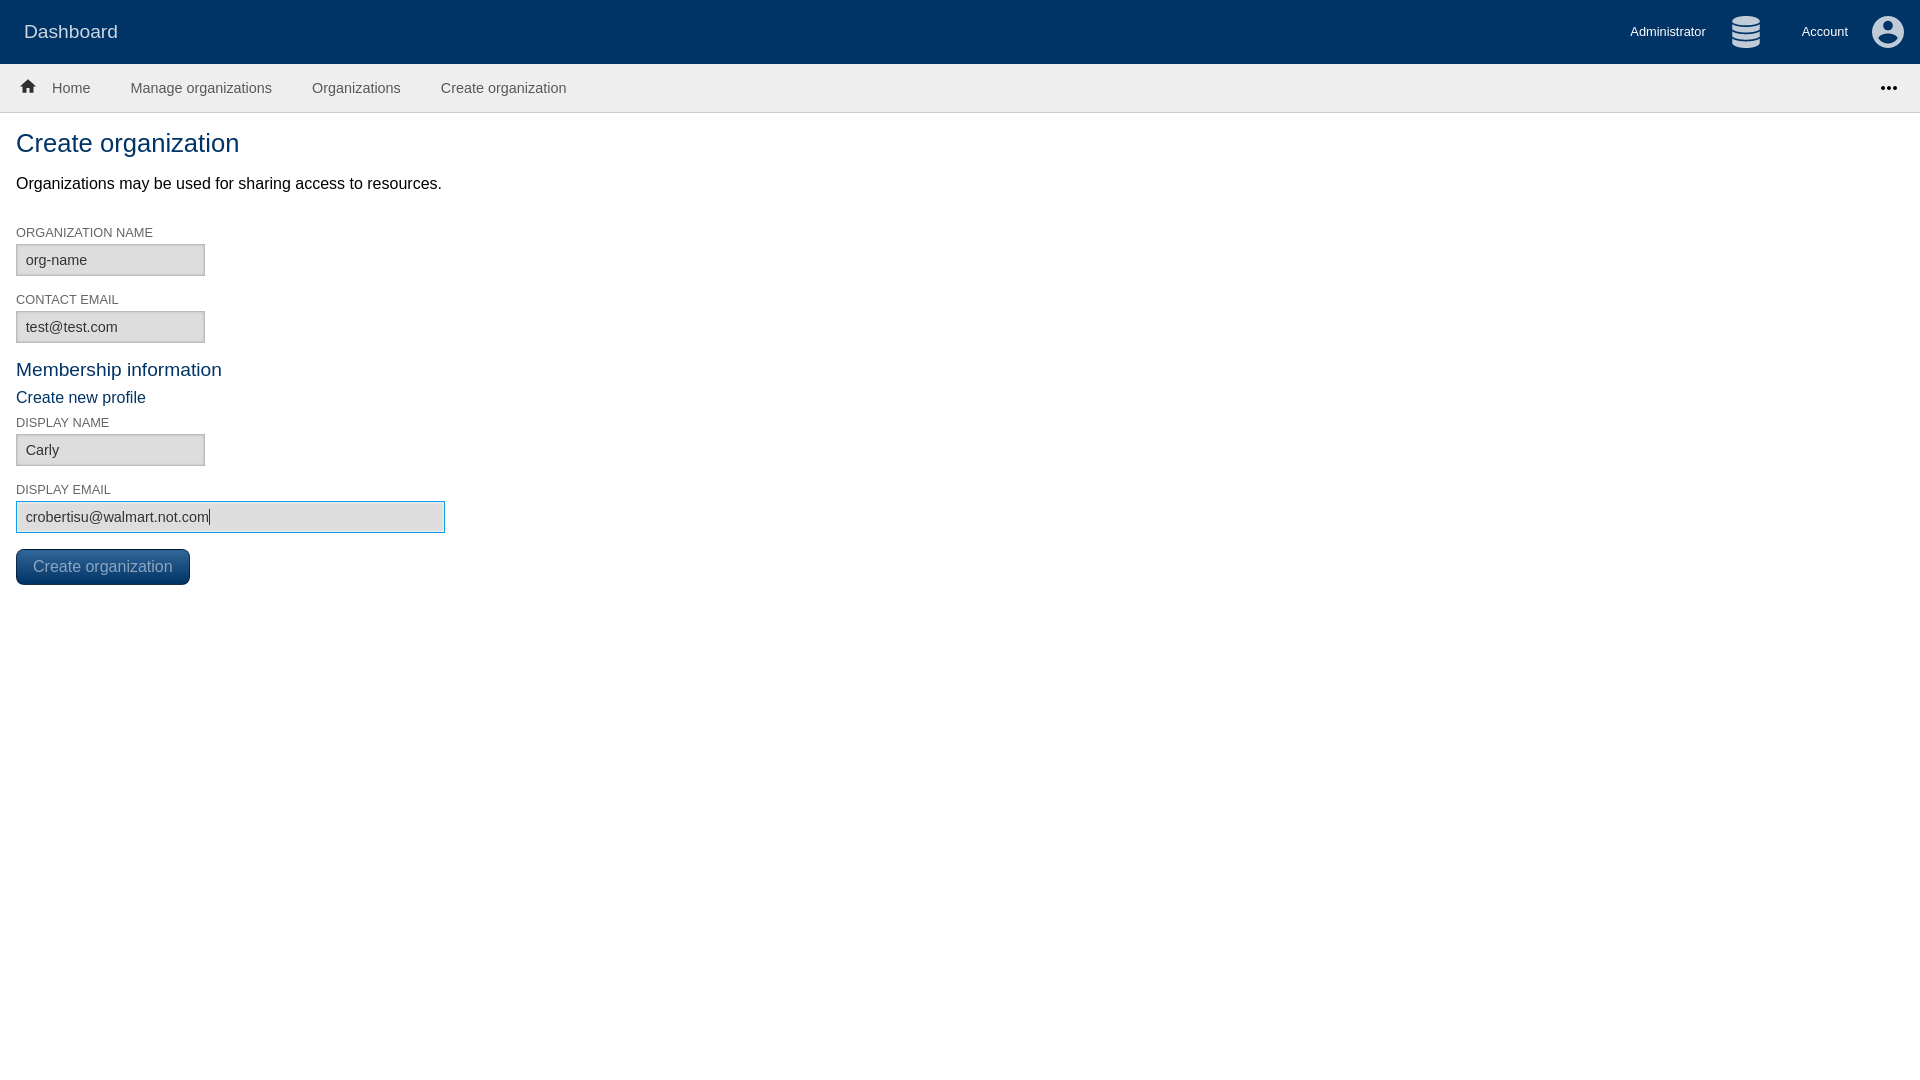 Dashboard
Administrator
Account
Home
Manage organizations
Organizations
Create organization
Create organization
Organizations may be used for sharing access to resources.
ORGANIZATION NAME
org-name
CONTACT EMAIL
test@test.com
Membership information
Create new profile
DISPLAY NAME
Carly
DISPLAY EMAIL
crobertisu@walmart.not.com
Create organization